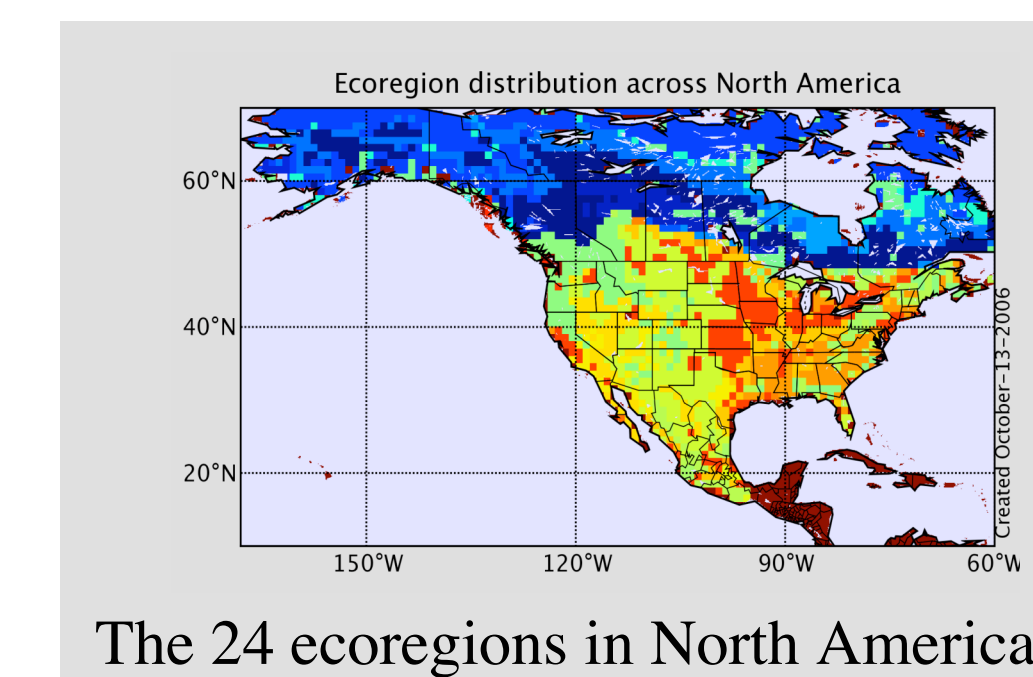 Ecoregion distribution across North America
60°N
40°N
20°N
150°W
120°W
90°W
60°W
Created October-13-2006
The 24 ecoregions in North America